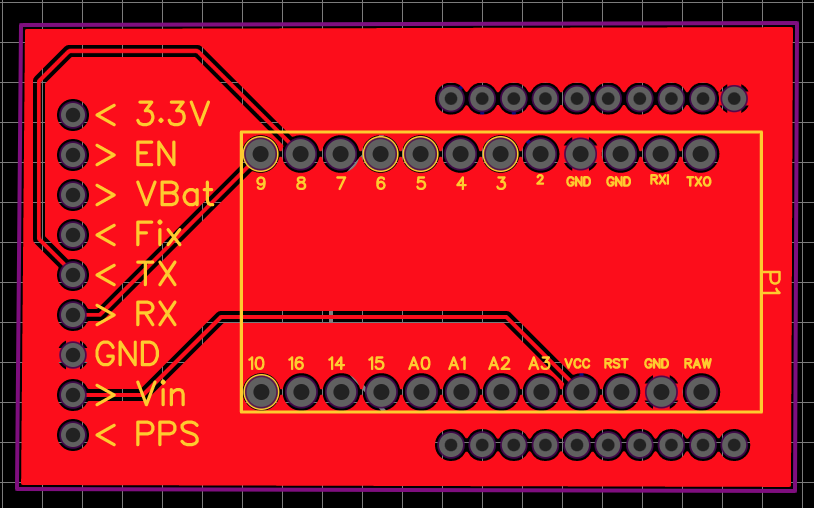 < 3.3V
> EN
> VBat
< Fix
< TX
> RX
GND
> Vin
< PPS
9 8 7 6 5 4 3 2 GND GND RXI TXO
P1
10 16 14 15 A0 A1 A2 A3 VCC RST GND RAW